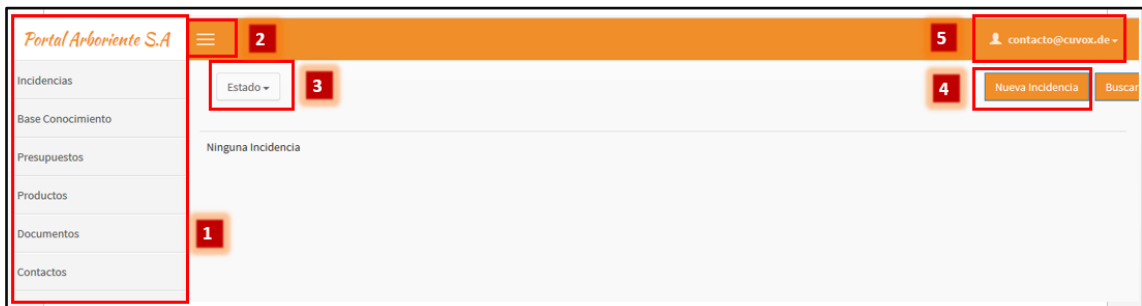 Portal Arboriente S.A
2
5
contacto@cuvox.de
Incidencias
Estado
3
4
Nueva Incidencia
Buscar
Base Conocimiento
Ninguna Incidencia
Presupuestos
Productos
Documentos
1
Contactos